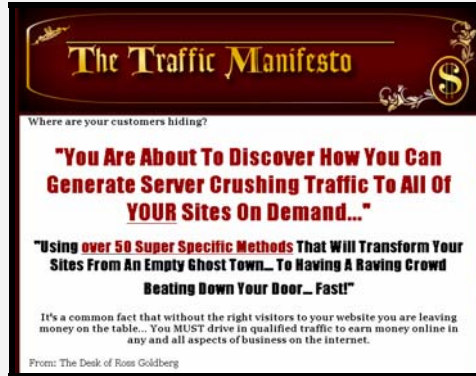 The Traffic Manifesto
$
Where are your customers hiding?
"You Are About To Discover How You Can
Generate Server Crushing Traffic To All Of
YOUR Sites On Demand..."
"Using over 50 Super Specific Methods That Will Transform Your
Sites From An Empty Ghost Town... To Having A Raving Crowd
Beating Down Your Door... Fast!"
It's a common fact that without the right visitors to your website you are leaving
money on the table... You MUST drive in qualified traffic to earn money online in
any and all aspects of business on the internet.
From: The Desk of Ross Goldberg